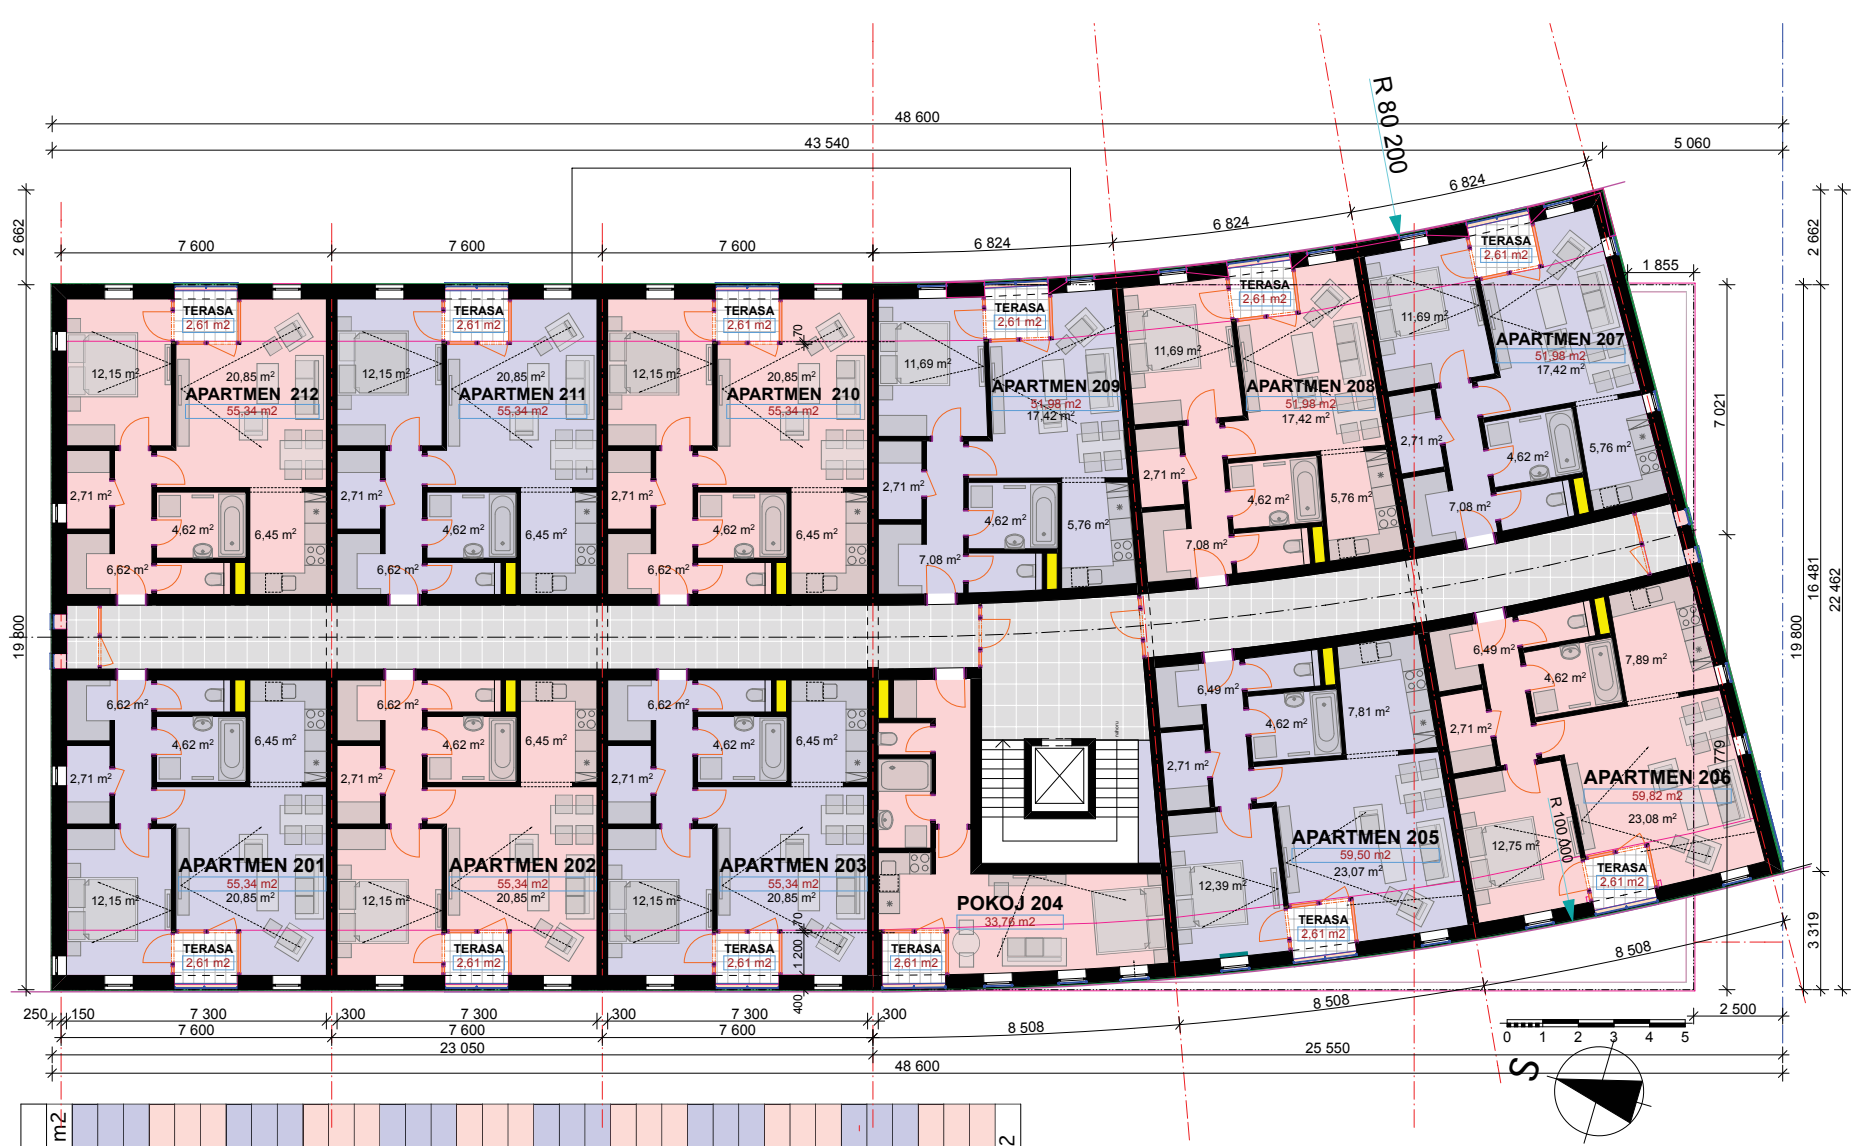 48 600
43 540
5 060
R 80 200
6 824
6 824
6 824
2 662
7 600
7 600
7 600
2 662
1 855
TERASA
2,61 m2
12,15 m²
20,85 m²
APARTMEN 212
55,34 m2
2,71 m²
4,62 m²
6,45 m²
6,62 m²
TERASA
2,61 m2
12,15 m²
20,85 m²
APARTMEN 211
55,34 m2
2,71 m²
4,62 m²
6,45 m²
6,62 m²
TERASA
2,61 m2
70
12,15 m²
20,85 m²
APARTMEN 210
55,34 m2
2,71 m²
4,62 m²
6,45 m²
6,62 m²
TERASA
2,61 m2
11,69 m²
APARTMEN 209
51,98 m2
17,42 m²
2,71 m²
4,62 m²
5,76 m²
7,08 m²
TERASA
2,61 m2
11,69 m²
APARTMEN 208
51,98 m2
17,42 m²
2,71 m²
4,62 m²
5,76 m²
7,08 m²
TERASA
2,61 m2
11,69 m²
APARTMEN 207
51,98 m2
17,42 m²
2,71 m²
4,62 m²
5,76 m²
7,08 m²
7 021
16 481
22 462
19 800
19 800
6,62 m²
4,62 m²
6,45 m²
2,71 m²
APARTMEN 201
55,34 m2
20,85 m²
12,15 m²
TERASA
2,61 m2
6,62 m²
4,62 m²
6,45 m²
2,71 m²
APARTMEN 202
55,34 m2
20,85 m²
12,15 m²
TERASA
2,61 m2
6,62 m²
4,62 m²
6,45 m²
2,71 m²
APARTMEN 203
55,34 m2
20,85 m²
12,15 m²
TERASA
2,61 m2
70
1 200
400
POKOJ 204
33,76 m2
TERASA
2,61 m2
6,49 m²
4,62 m²
7,81 m²
2,71 m²
APARTMEN 205
59,50 m2
23,07 m²
12,39 m²
TERASA
2,61 m2
6,49 m²
4,62 m²
7,89 m²
2,71 m²
APARTMEN 206
59,82 m2
23,08 m²
12,75 m²
R 100 000
TERASA
2,61 m2
3 319
8 508
8 508
8 508
2 500
250
150
7 300
300
7 300
300
7 300
300
7 600
7 600
7 600
23 050
25 550
48 600
0 1 2 3 4 5
S
m2
2